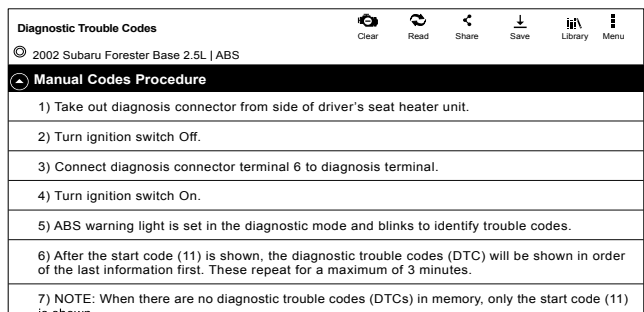 Diagnostic Trouble Codes
Clear Read Share Save Library Menu
2002 Subaru Forester Base 2.5L | ABS
Manual Codes Procedure
1) Take out diagnosis connector from side of driver's seat heater unit.
2) Turn ignition switch Off.
3) Connect diagnosis connector terminal 6 to diagnosis terminal.
4) Turn ignition switch On.
5) ABS warning light is set in the diagnostic mode and blinks to identify trouble codes.
6) After the start code (11) is shown, the diagnostic trouble codes (DTC) will be shown in order
of the last information first. These repeat for a maximum of 3 minutes.
7) NOTE: When there are no diagnostic trouble codes (DTCs) in memory, only the start code (11)
is shown